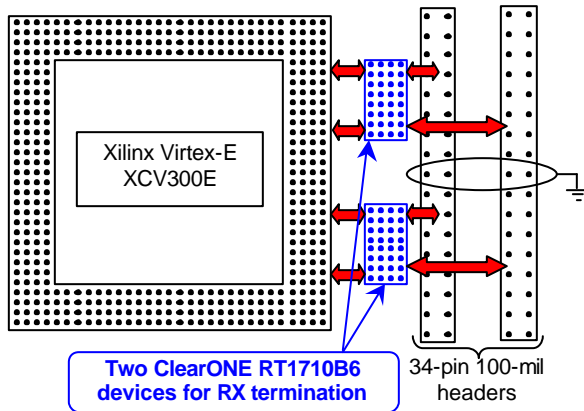 Xilinx Virtex-E
XCV300E
Two ClearONE RT1710B6
devices for RX termination
34-pin 100-mil
headers